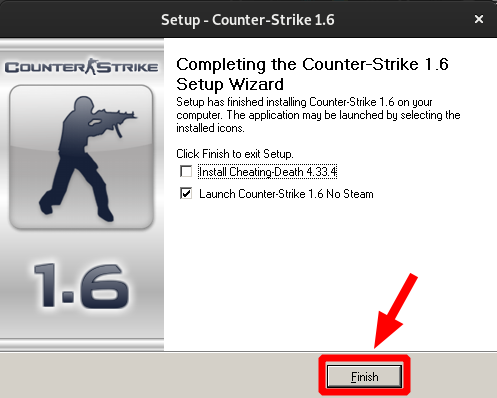 Setup - Counter-Strike 1.6
COUNTER STRIKE
Completing the Counter-Strike 1.6
Setup Wizard
Setup has finished installing Counter-Strike 1.6 on your
computer. The application may be launched by selecting the
installed icons.
Click Finish to exit Setup.
Install Cheating-Death 4.33.4
Launch Counter-Strike 1.6 No Steam
1.6
Finish